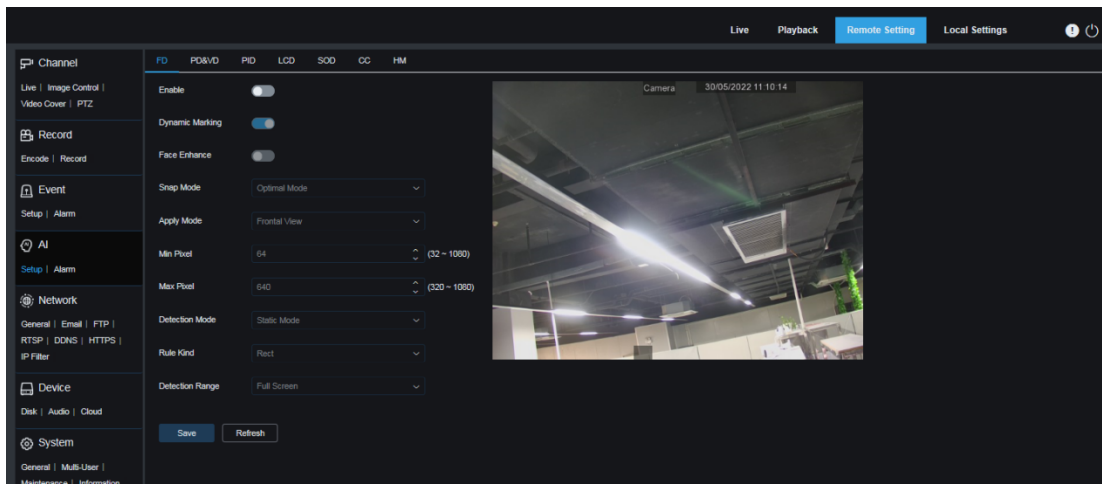 Live Playback Remote Setting Local Settings
Channel
Live | Image Control |
Video Cover | PTZ
Record
Encode | Record
Event
Setup | Alarm
AI
Setup | Alarm
Network
General | Email | FTP |
RTSP | DDNS | HTTPS |
IP Filter
Device
Disk | Audio | Cloud
System
General | Multi-User |
Maintenance | Information
FD PD&VD PID LCD SOD CC HM
Enable
Dynamic Marking
Face Enhance
Snap Mode Optimal Mode
Apply Mode Frontal View
Min Pixel 64 (32 ~ 1080)
Max Pixel 640 (320 ~ 1080)
Detection Mode Static Mode
Rule Kind Rect
Detection Range Full Screen
Save Refresh
Camera 30/05/2022 11:10:14